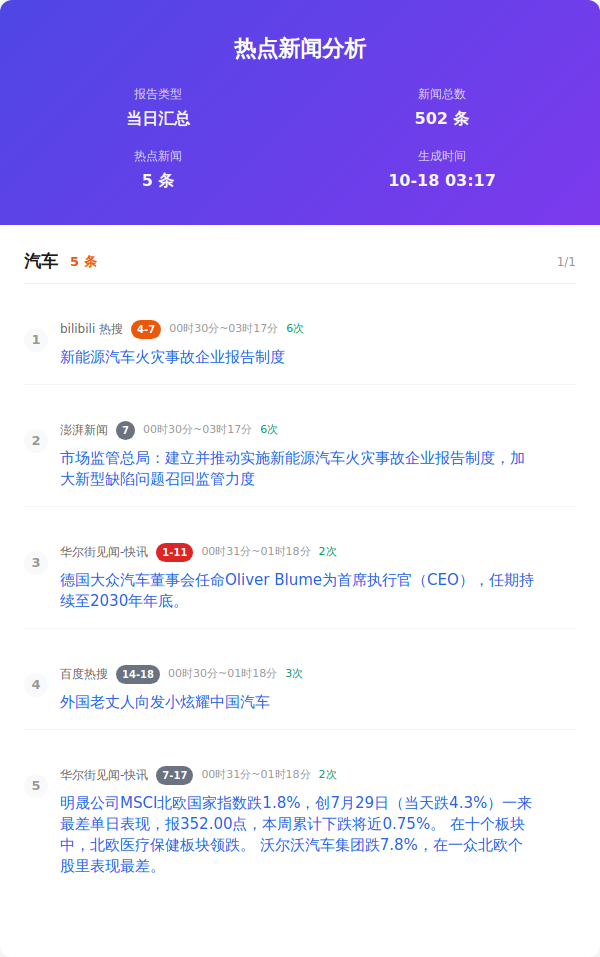 热点新闻分析
报告类型
新闻总数
当日汇总
502 条
热点新闻
生成时间
5 条
10-18 03:17
汽车 5 条 1/1
1
bilibili 热搜 4-7 00时30分~03时17分 6次
新能源汽车火灾事故企业报告制度
2
澎湃新闻 7 00时30分~03时17分 6次
市场监管总局：建立并推动实施新能源汽车火灾事故企业报告制度，加
大新型缺陷问题召回监管力度
3
华尔街见闻-快讯 1-11 00时31分~01时18分 2次
德国大众汽车董事会任命Oliver Blume为首席执行官（CEO），任期持
续至2030年年底。
4
百度热搜 14-18 00时30分~01时18分 3次
外国老丈人向发小炫耀中国汽车
5
华尔街见闻-快讯 7-17 00时31分~01时18分 2次
明晟公司MSCI北欧国家指数跌1.8%，创7月29日（当天跌4.3%）一来
最差单日表现，报352.00点，本周累计下跌将近0.75%。 在十个板块
中，北欧医疗保健板块领跌。 沃尔沃汽车集团跌7.8%，在一众北欧个
股里表现最差。